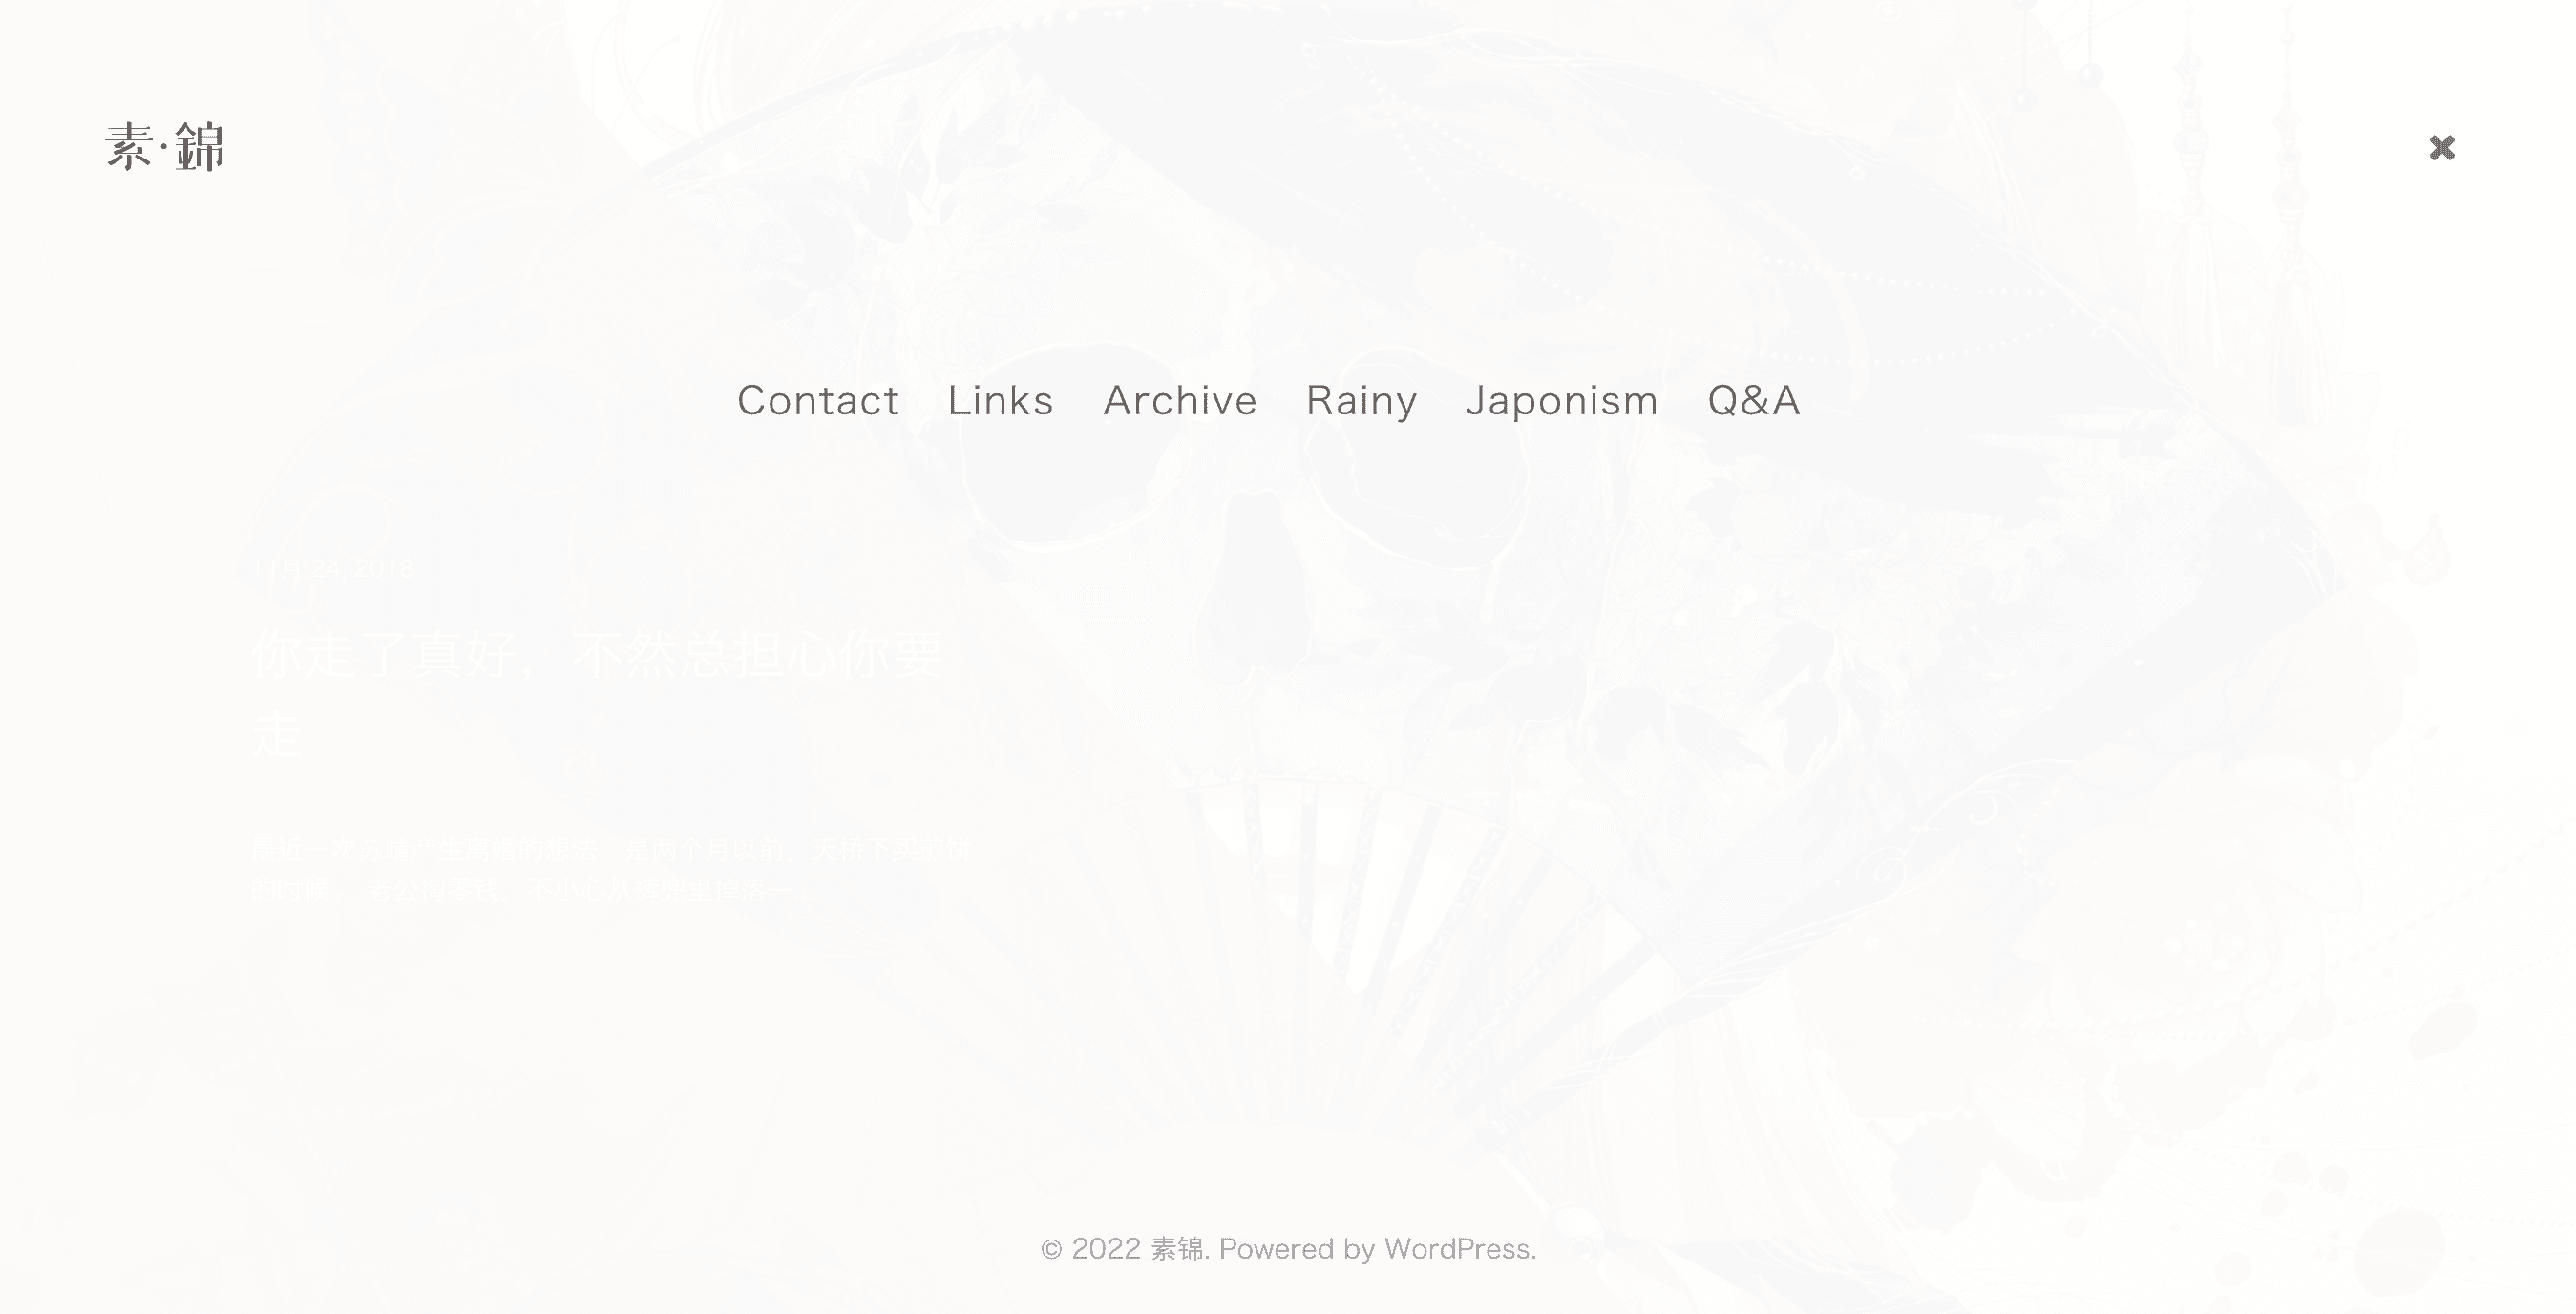 素·錦
Contact Links Archive Rainy Japonism Q&A
11月 24, 2018
你走了真好，不然总担心你要
走
最近一次苏晴产生离婚的想法，是两个月以前，天桥下买煎饼
的时候， 老公掏零钱，不小心从裤兜里掉落一...
© 2022 素锦. Powered by WordPress.